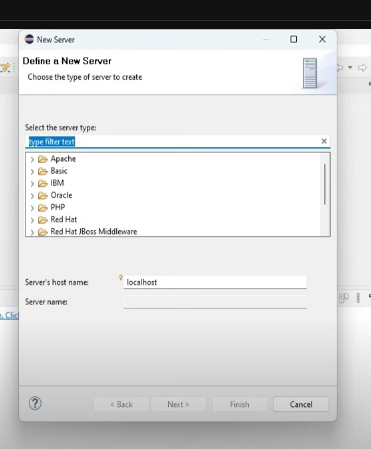 New Server
Define a New Server
Choose the type of server to create
Select the server type:
type filter text
Apache
Basic
IBM
Oracle
PHP
Red Hat
Red Hat JBoss Middleware
Server's host name:
localhost
Server name:
e. Clic
< Back
Next >
Finish
Cancel